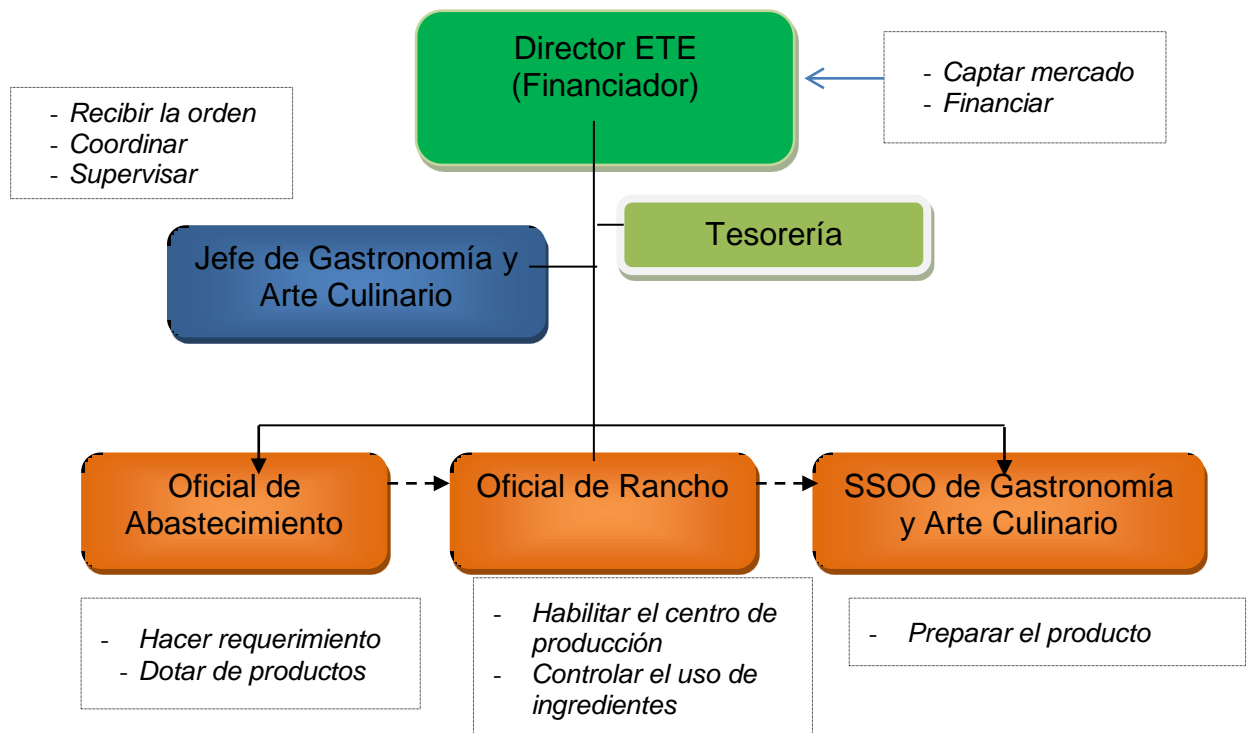 Director ETE
(Financiador)
- Captar mercado
- Financiar
- Recibir la orden
- Coordinar
- Supervisar
Tesorería
Jefe de Gastronomía y
Arte Culinario
Oficial de
Abastecimiento
Oficial de Rancho
SSOO de Gastronomía
y Arte Culinario
- Hacer requerimiento
- Dotar de productos
- Habilitar el centro de
producción
- Controlar el uso de
ingredientes
- Preparar el producto